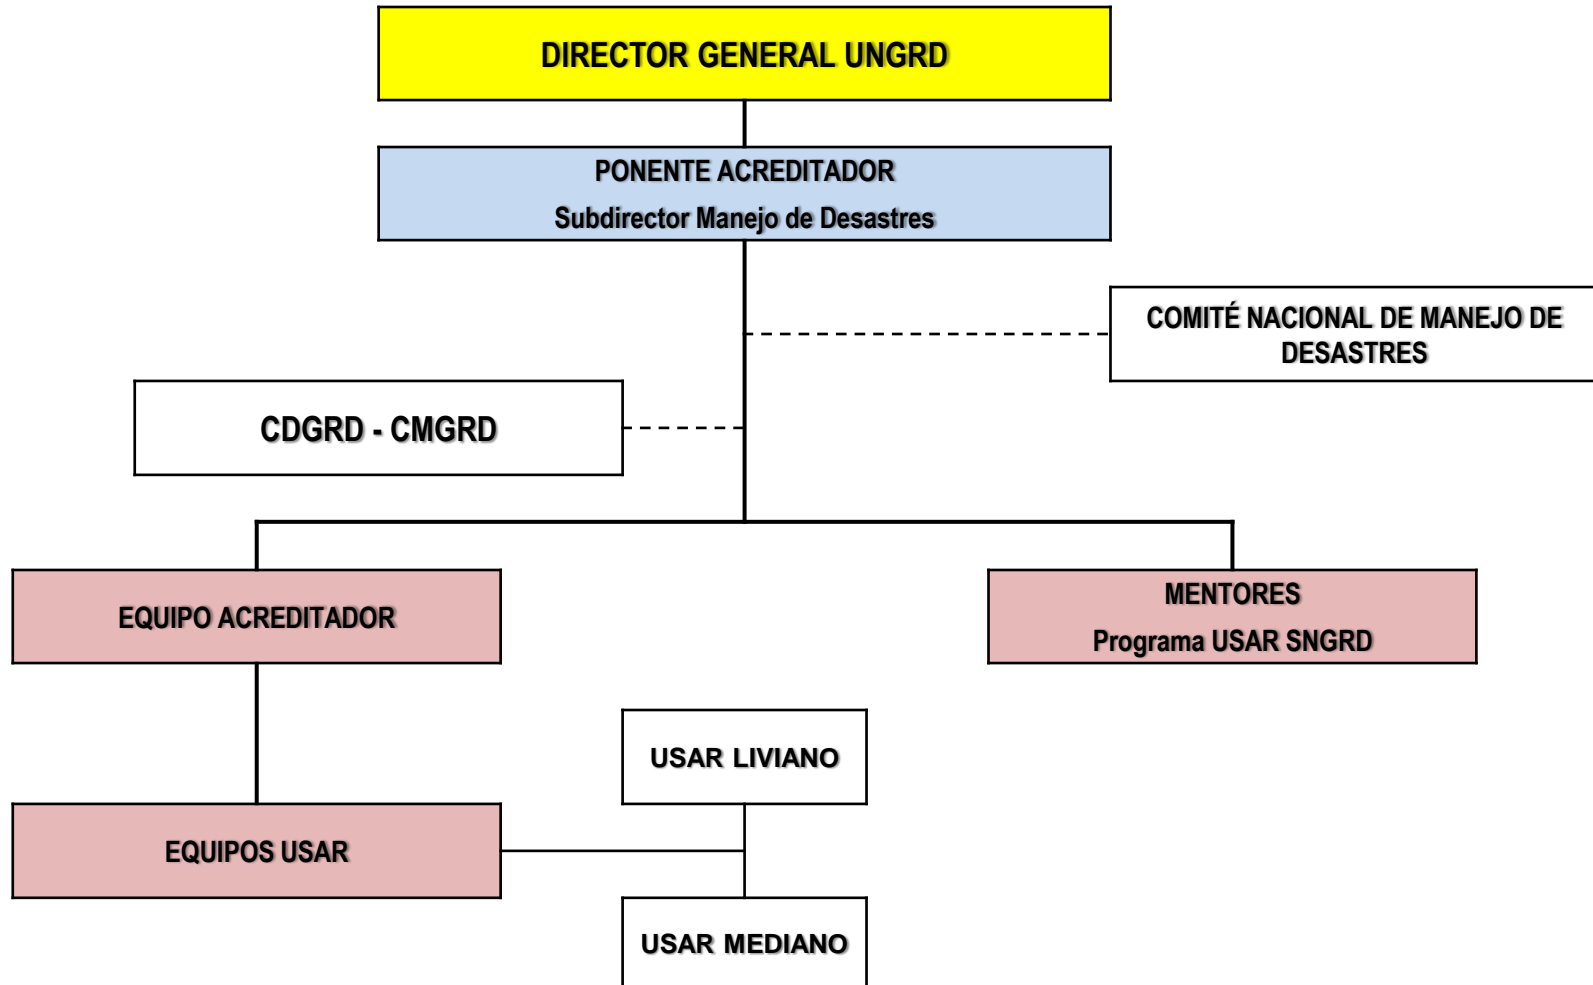 DIRECTOR GENERAL UNGRD
PONENTE ACREDITADOR
Subdirector Manejo de Desastres
COMITÉ NACIONAL DE MANEJO DE
DESASTRES
CDGRD - CMGRD
EQUIPO ACREDITADOR
MENTORES
Programa USAR SNGRD
USAR LIVIANO
EQUIPOS USAR
USAR MEDIANO